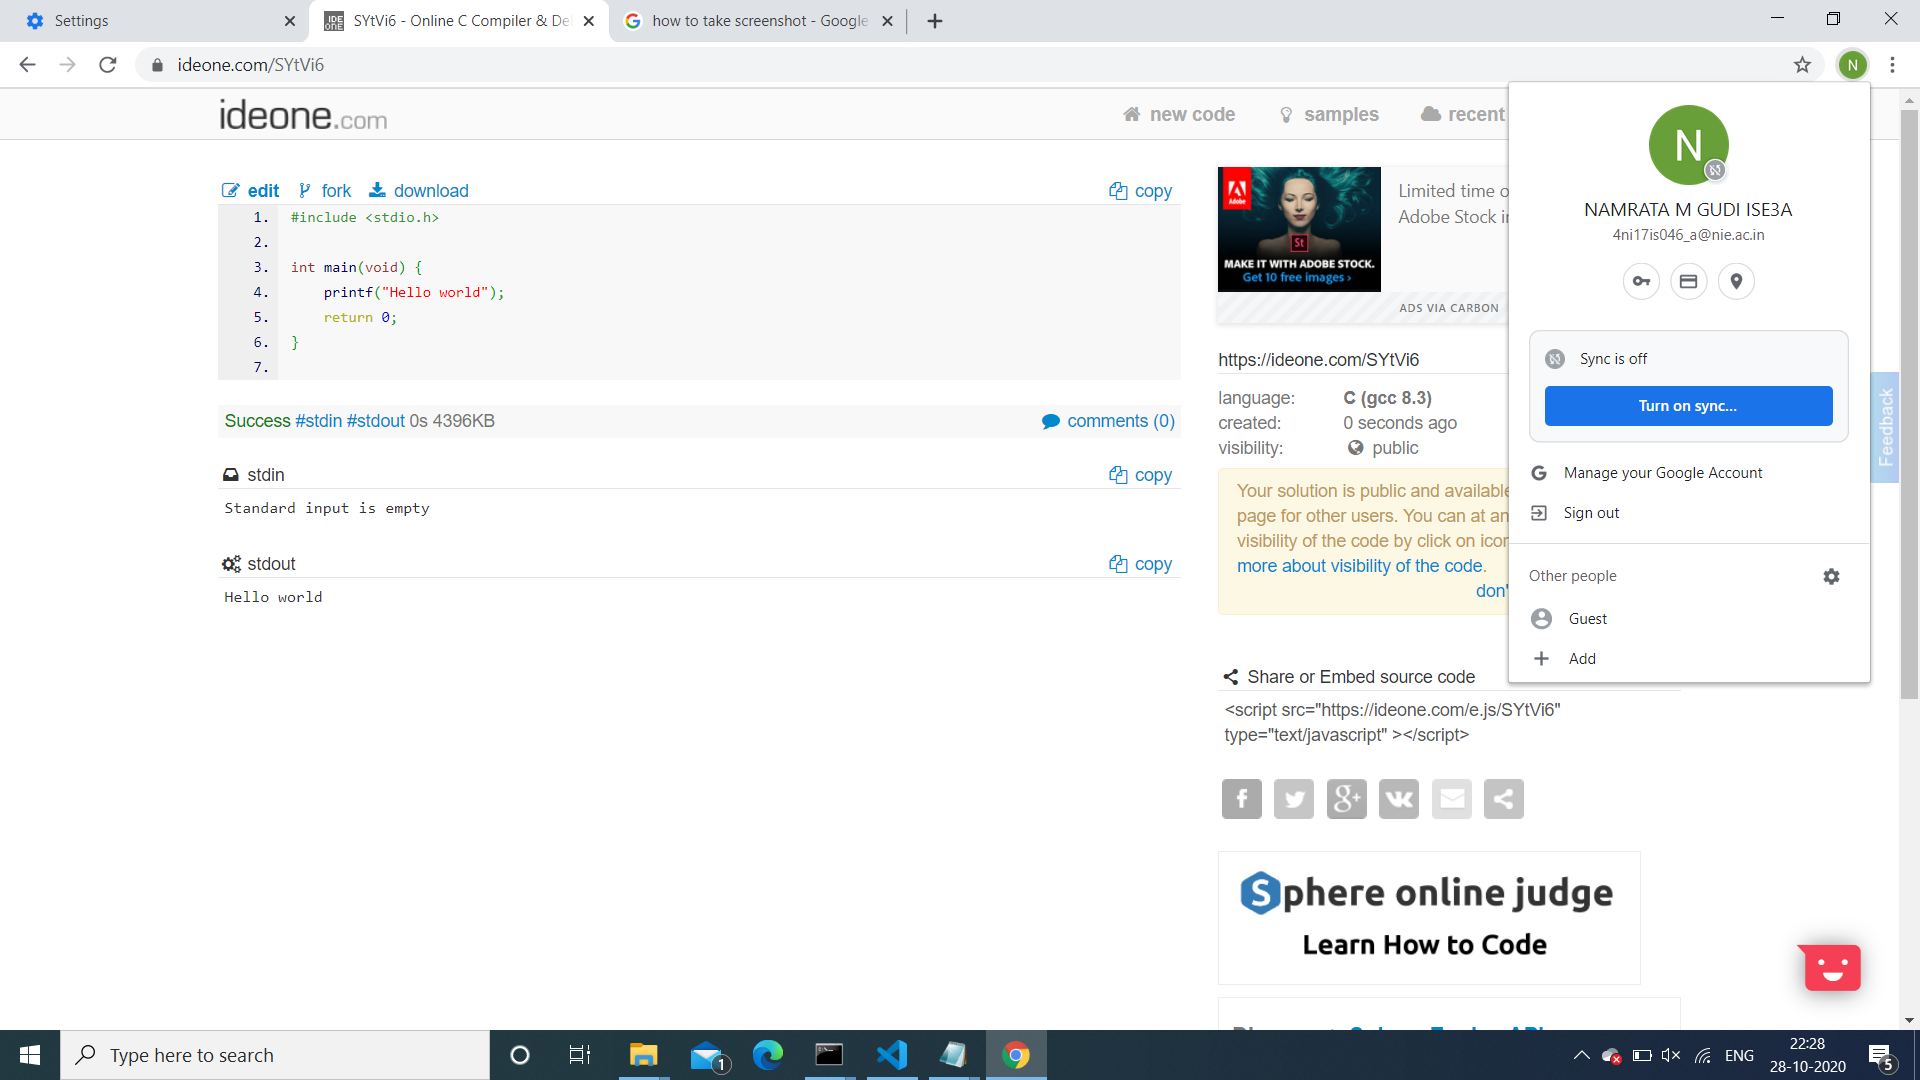 Settings
SYtVi6 - Online C Compiler & De
how to take screenshot - Google
ideone.com/SYtVi6
N
ideone.com
new code
samples
recent
edit
fork
download
copy
1. #include <stdio.h>
2.
3. int main(void) {
4. printf("Hello world");
5. return 0;
6. }
7.
Success #stdin #stdout 0s 4396KB
comments (0)
stdin
copy
Standard input is empty
stdout
copy
Hello world
Adobe
St
MAKE IT WITH ADOBE STOCK.
Get 10 free images ›
Limited time o
Adobe Stock i
ADS VIA CARBON
https://ideone.com/SYtVi6
language: C (gcc 8.3)
created: 0 seconds ago
visibility: public
Your solution is public and available
page for other users. You can at an
visibility of the code by click on icon
more about visibility of the code.
don'
Share or Embed source code
<script src="https://ideone.com/e.js/SYtVi6"
type="text/javascript" ></script>
Sphere online judge
Learn How to Code
N
NAMRATA M GUDI ISE3A
4ni17is046_a@nie.ac.in
Sync is off
Turn on sync...
Manage your Google Account
Sign out
Other people
Guest
Add
Feedback
Type here to search
1
ENG
22:28
28-10-2020
5